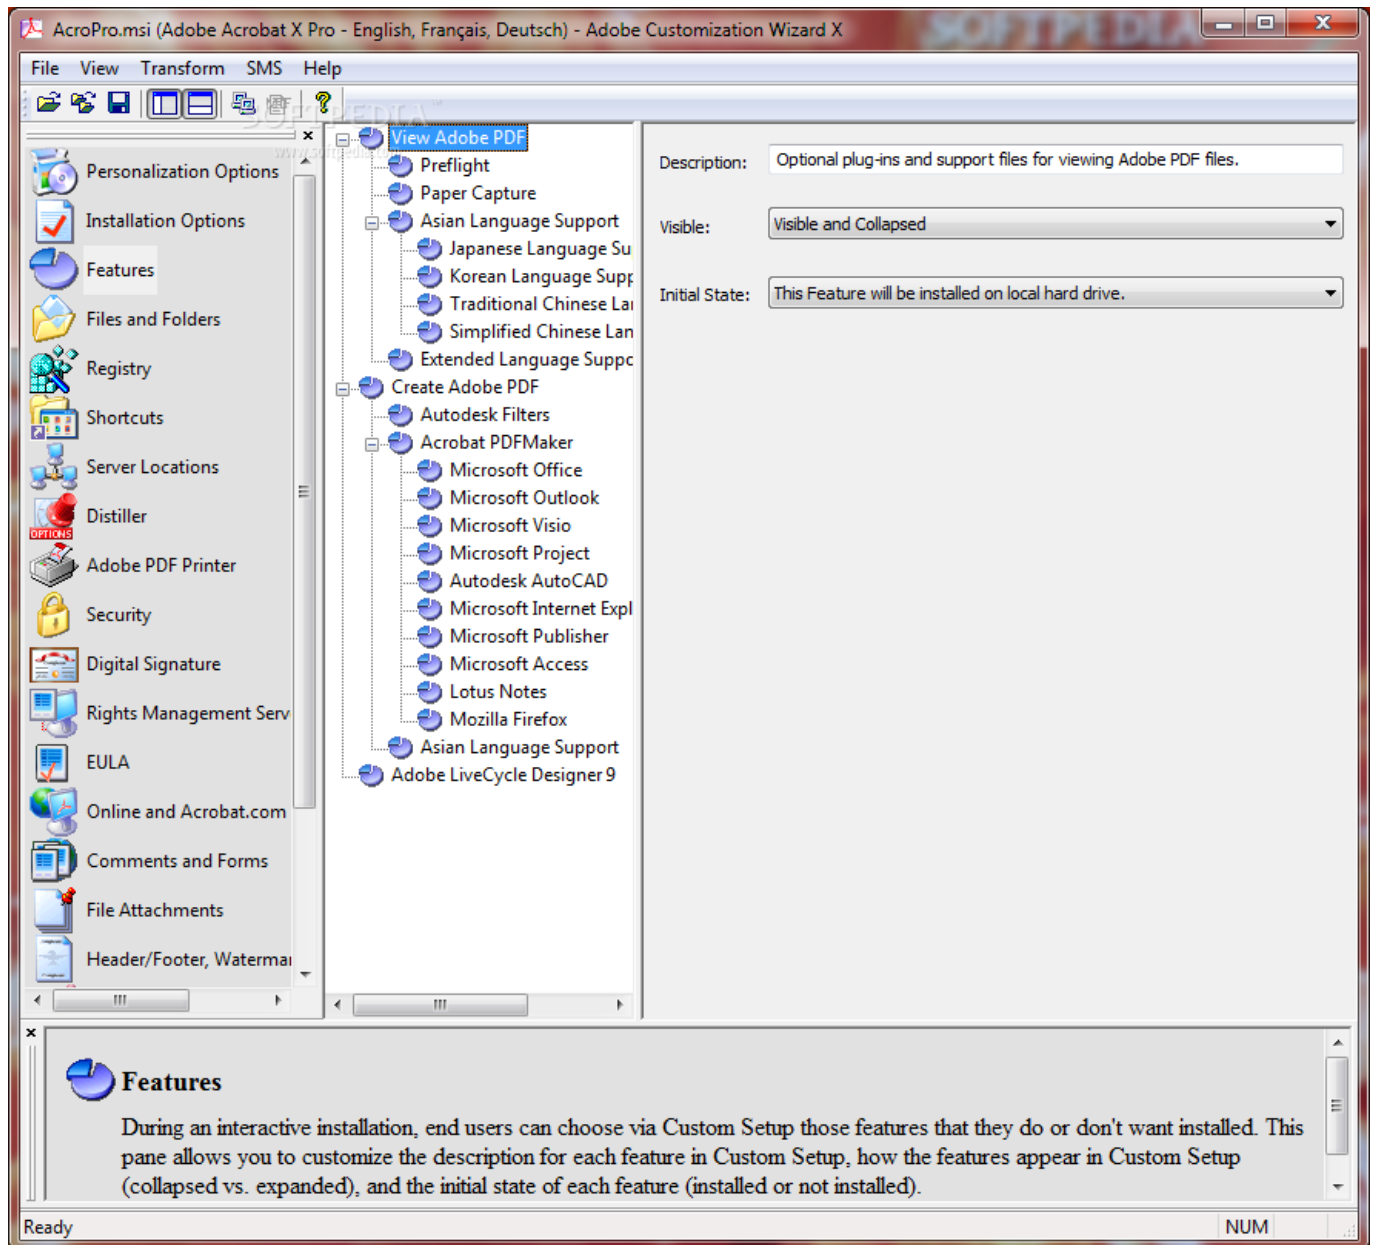 AcroPro.msi (Adobe Acrobat X Pro - English, Français, Deutsch) - Adobe Customization Wizard X
SOFTPEDIA
File View Transform SMS Help
SOFTPEDIA
www.softpedia.com
Personalization Options
Installation Options
Features
Files and Folders
Registry
Shortcuts
Server Locations
Distiller
OPTIONS
Adobe PDF Printer
Security
Digital Signature
Rights Management Serv
EULA
Online and Acrobat.com
Comments and Forms
File Attachments
Header/Footer, Watermar
View Adobe PDF
Preflight
Paper Capture
Asian Language Support
Japanese Language Su
Korean Language Supp
Traditional Chinese Lan
Simplified Chinese Lan
Extended Language Suppo
Create Adobe PDF
Autodesk Filters
Acrobat PDFMaker
Microsoft Office
Microsoft Outlook
Microsoft Visio
Microsoft Project
Autodesk AutoCAD
Microsoft Internet Expl
Microsoft Publisher
Microsoft Access
Lotus Notes
Mozilla Firefox
Asian Language Support
Adobe LiveCycle Designer 9
Description: Optional plug-ins and support files for viewing Adobe PDF files.
Visible: Visible and Collapsed
Initial State: This Feature will be installed on local hard drive.
Features
During an interactive installation, end users can choose via Custom Setup those features that they do or don't want installed. This
pane allows you to customize the description for each feature in Custom Setup, how the features appear in Custom Setup
(collapsed vs. expanded), and the initial state of each feature (installed or not installed).
Ready NUM